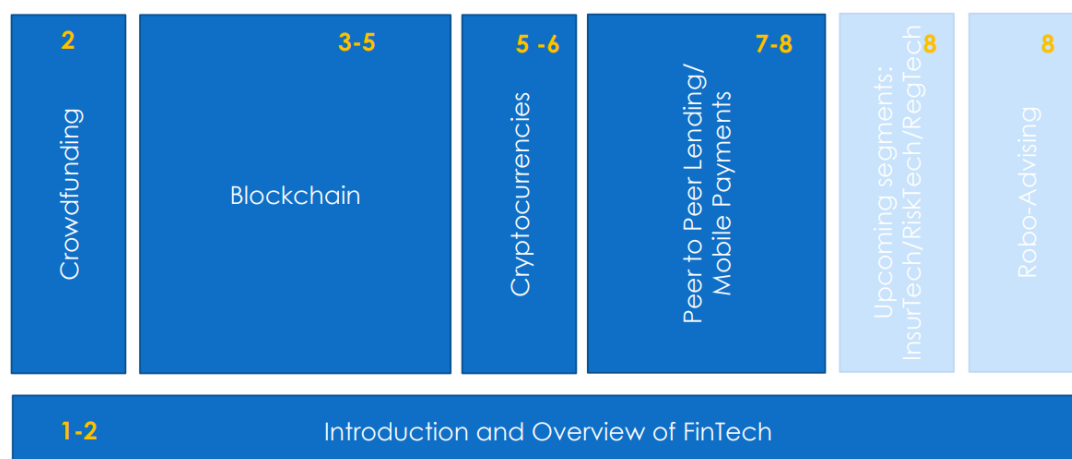 2
Crowdfunding
3-5
Blockchain
5 -6
Cryptocurrencies
7-8
Peer to Peer Lending/
Mobile Payments
8
Upcoming segments:
InsurTech/RiskTech/RegTech
8
Robo-Advising
1-2
Introduction and Overview of FinTech